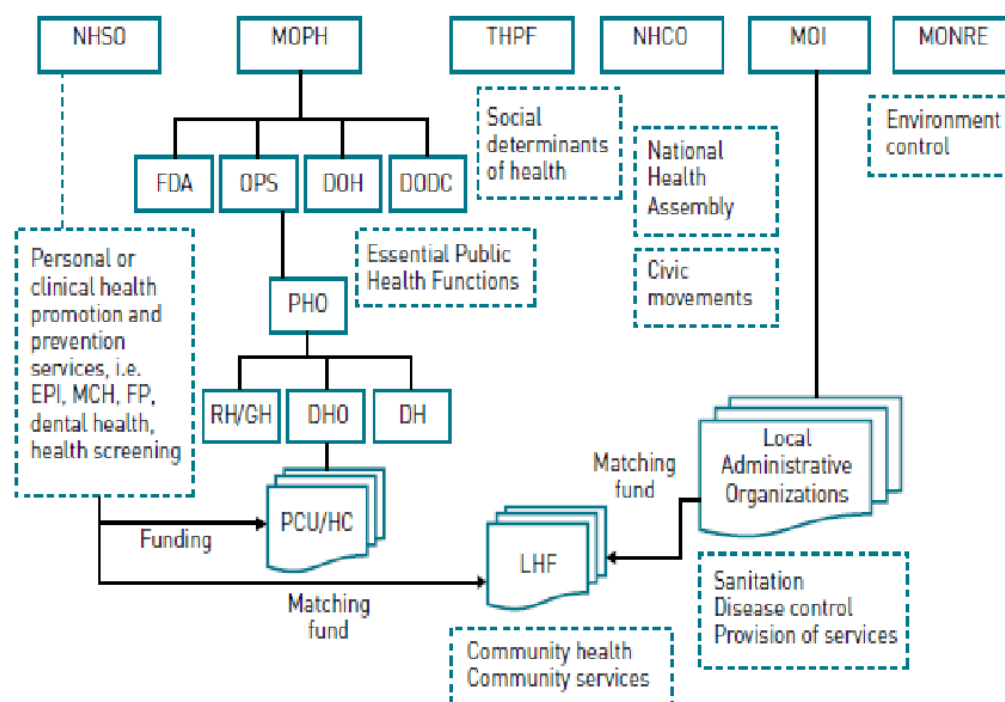 NHSO
MOPH
THPF
NHCO
MOI
MONRE
Social
determinants
of health
National
Health
Assembly
Environment
control
FDA
OPS
DOH
DODC
Personal or
clinical health
promotion and
prevention
services, i.e.
EPI, MCH, FP,
dental health,
health screening
Essential Public
Health Functions
Civic
movements
PHO
RH/GH
DHO
DH
Local
Administrative
Organizations
Matching
fund
PCU/HC
Funding
LHF
Matching
fund
Sanitation
Disease control
Provision of services
Community health
Community services